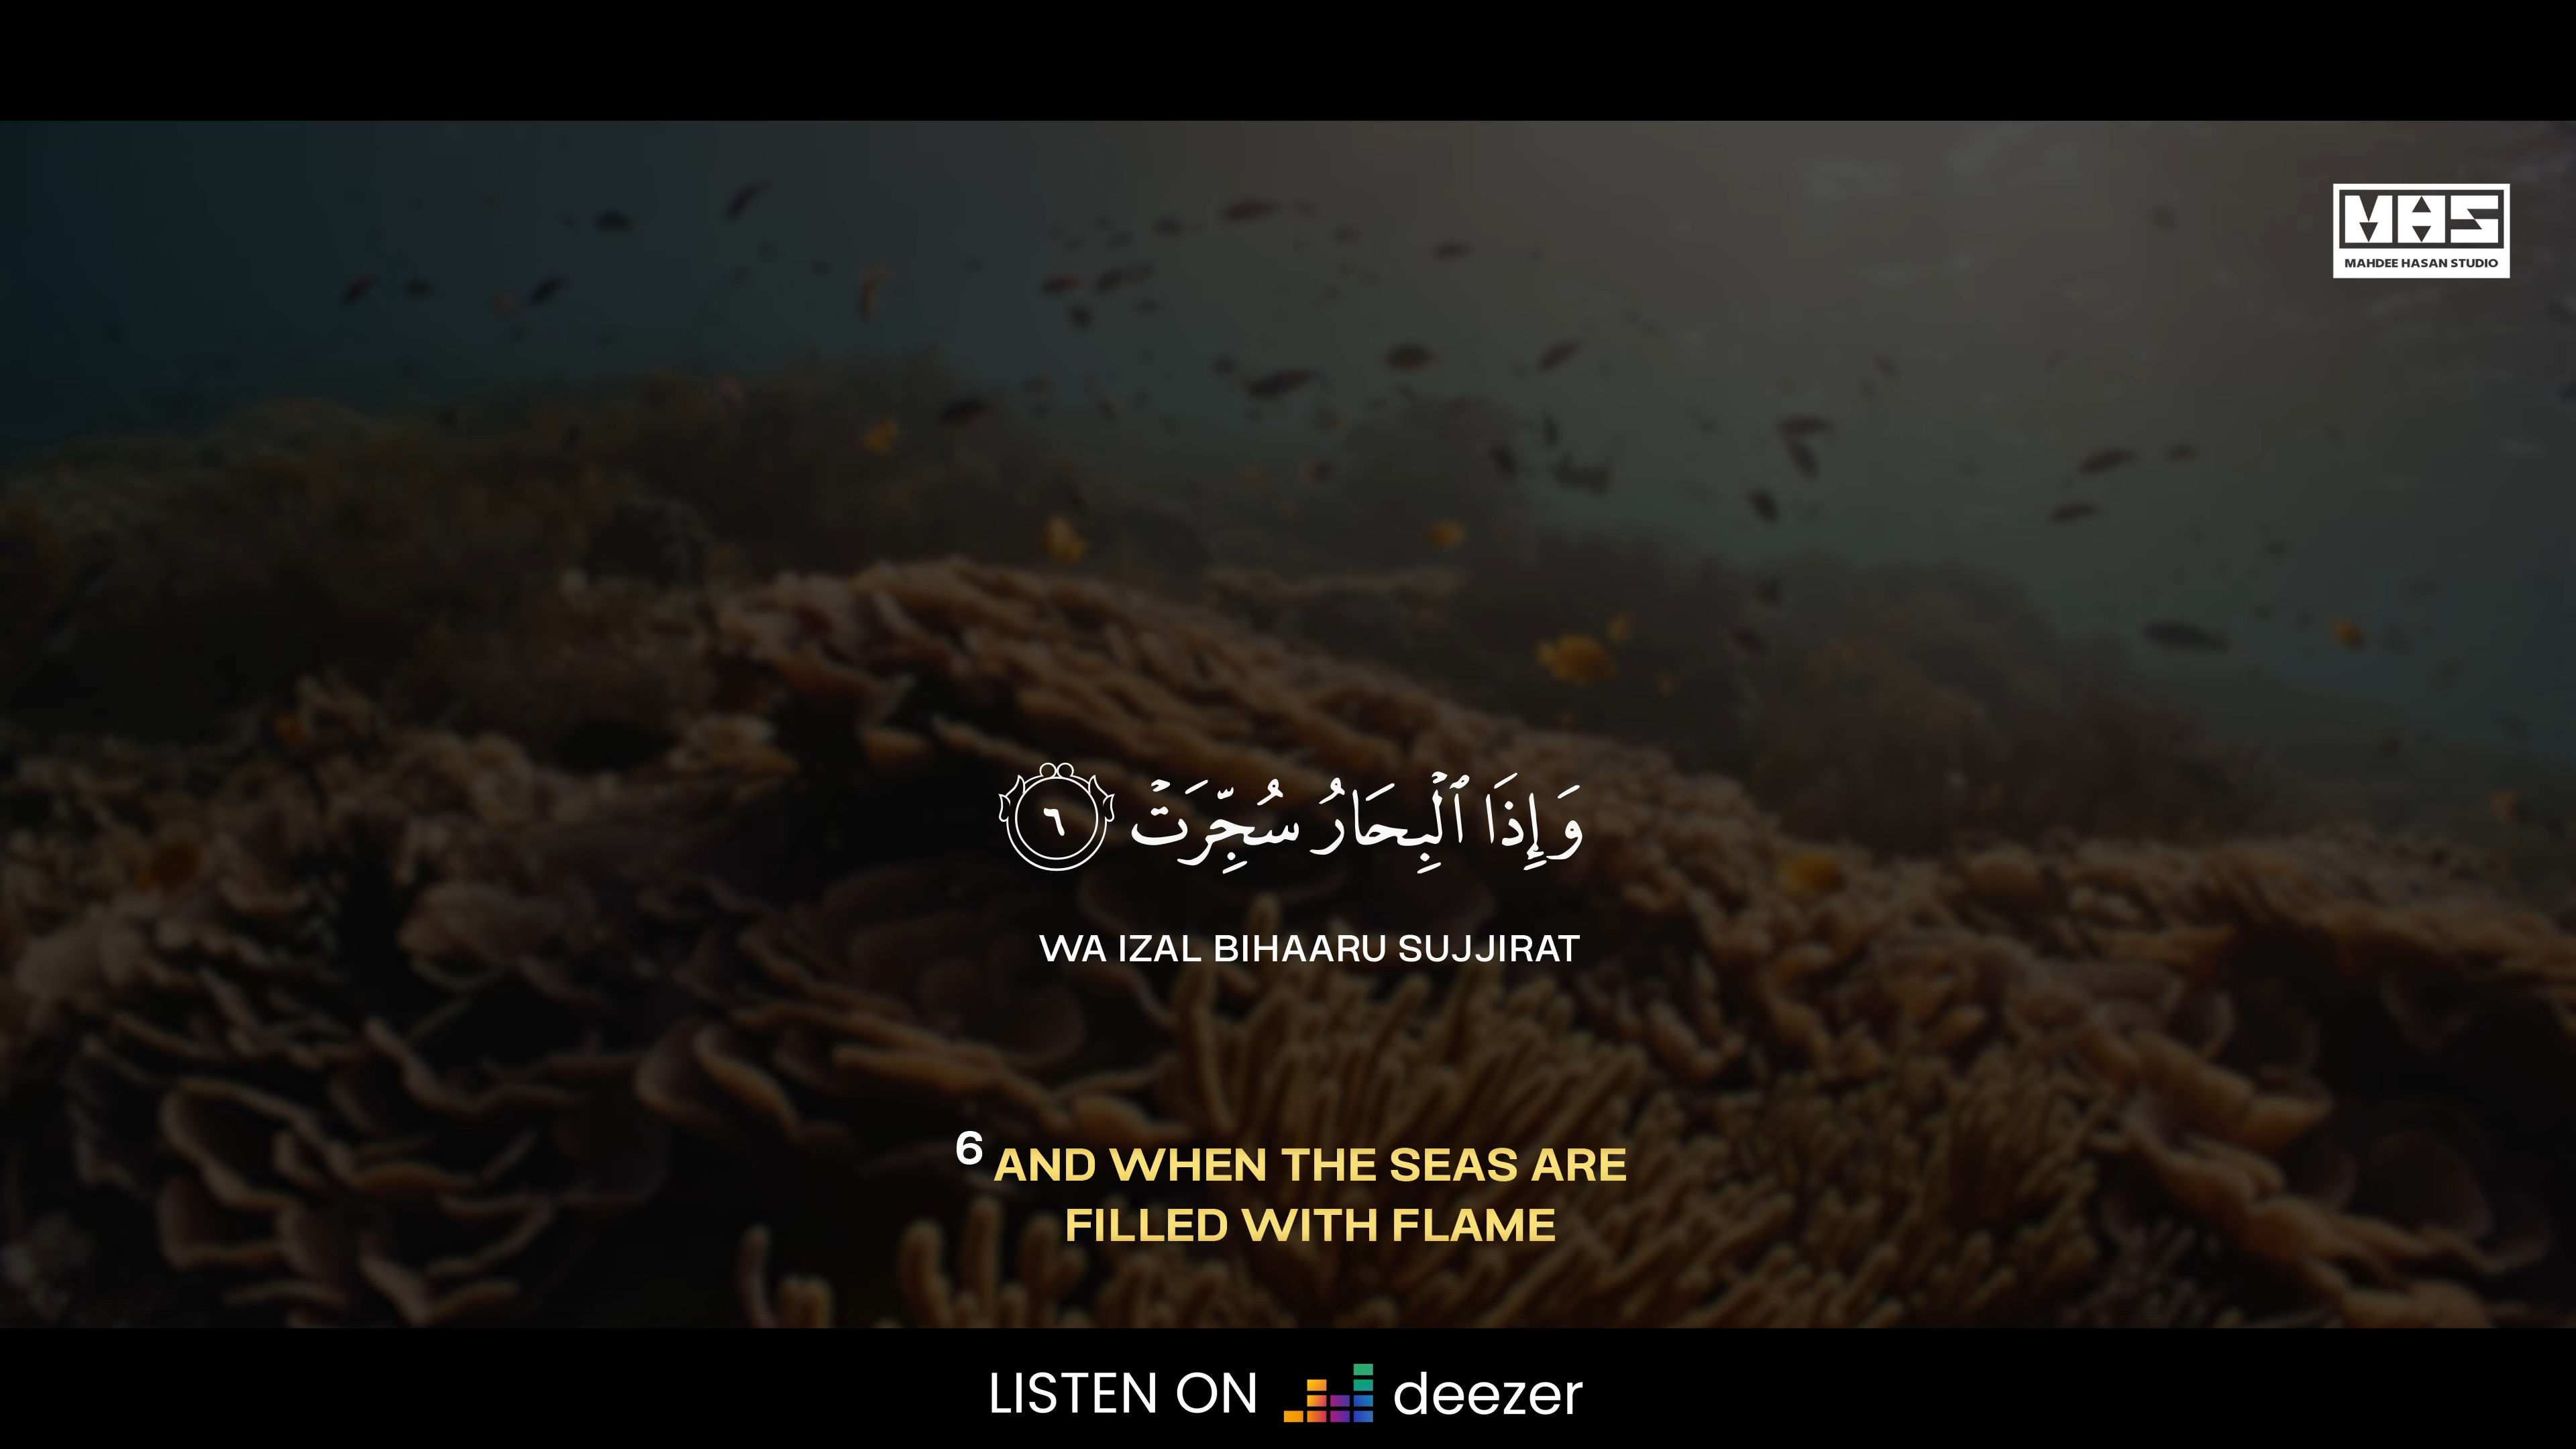 MAS
MAHDEE HASAN STUDIO
وَإِذَا ٱلْبِحَارُ سُجِّرَتْ ٦
WA IZAL BIHAARU SUJJIRAT
6 AND WHEN THE SEAS ARE
FILLED WITH FLAME
LISTEN ON deezer